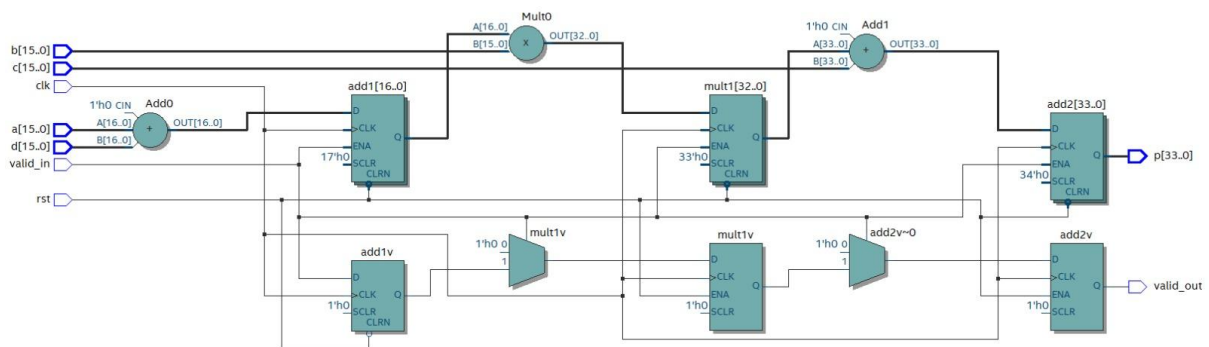 Mult0
A[16..0]
B[15..0]
OUT[32..0]
x
Add1
1'h0 CIN
A[33..0]
B[33..0]
OUT[33..0]
+
b[15..0]
c[15..0]
clk
Add0
1'h0 CIN
A[16..0]
B[16..0]
OUT[16..0]
+
a[15..0]
d[15..0]
valid_in
rst
add1[16..0]
D
CLK
ENA
17'h0 SCLR
CLRN
Q
mult1[32..0]
D
CLK
ENA
33'h0 SCLR
CLRN
Q
add2[33..0]
D
CLK
ENA
34'h0 SCLR
CLRN
Q
p[33..0]
add1v
D
CLK
1'h0 SCLR
CLRN
Q
mult1v
1'h0 0
1
mult1v
D
CLK
ENA
1'h0 SCLR
Q
add2v~0
1'h0 0
1
add2v
D
CLK
ENA
1'h0 SCLR
Q
valid_out